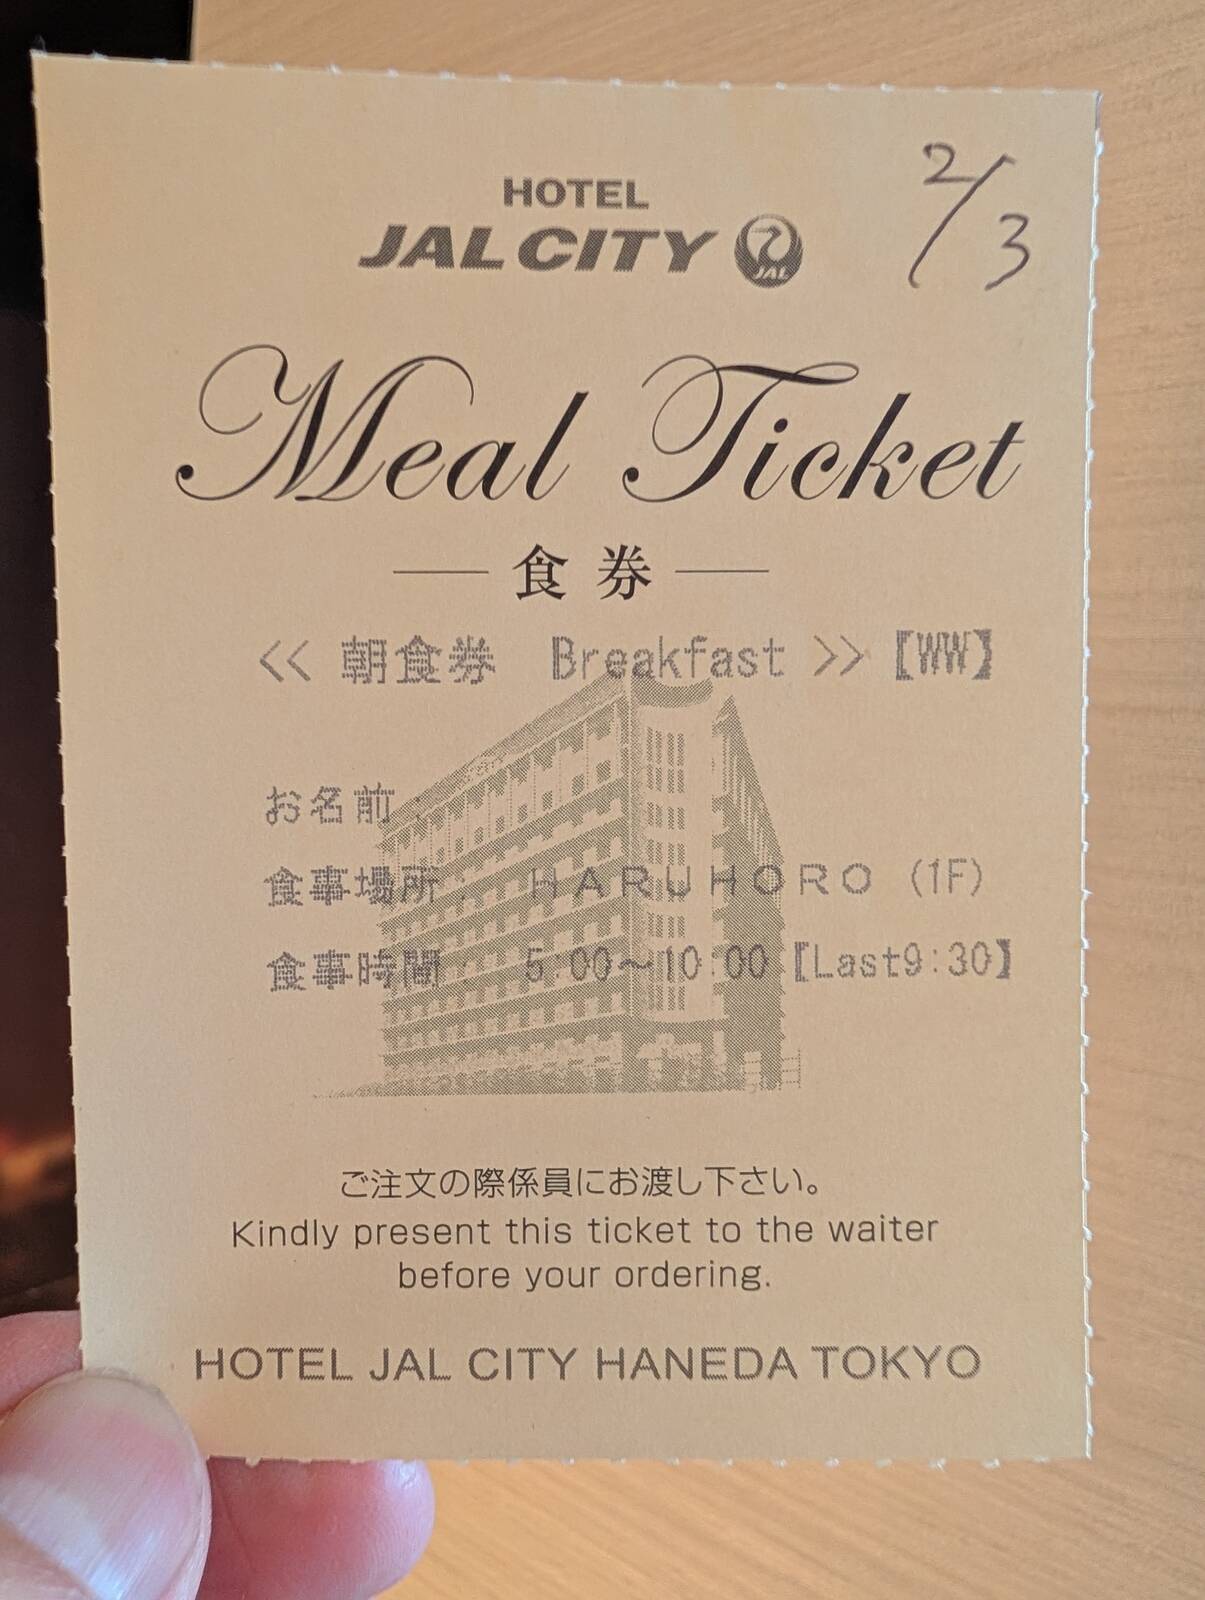 HOTEL
JAL CITY JAL
2/3
Meal Ticket
食券
<< 朝食券 Breakfast >> 【WW】
お名前 :
食事場所 : HARUHORO (1F)
食事時間 : 5:00~10:00【Last9:30】
ご注文の際係員にお渡し下さい。
Kindly present this ticket to the waiter
before your ordering.
HOTEL JAL CITY HANEDA TOKYO